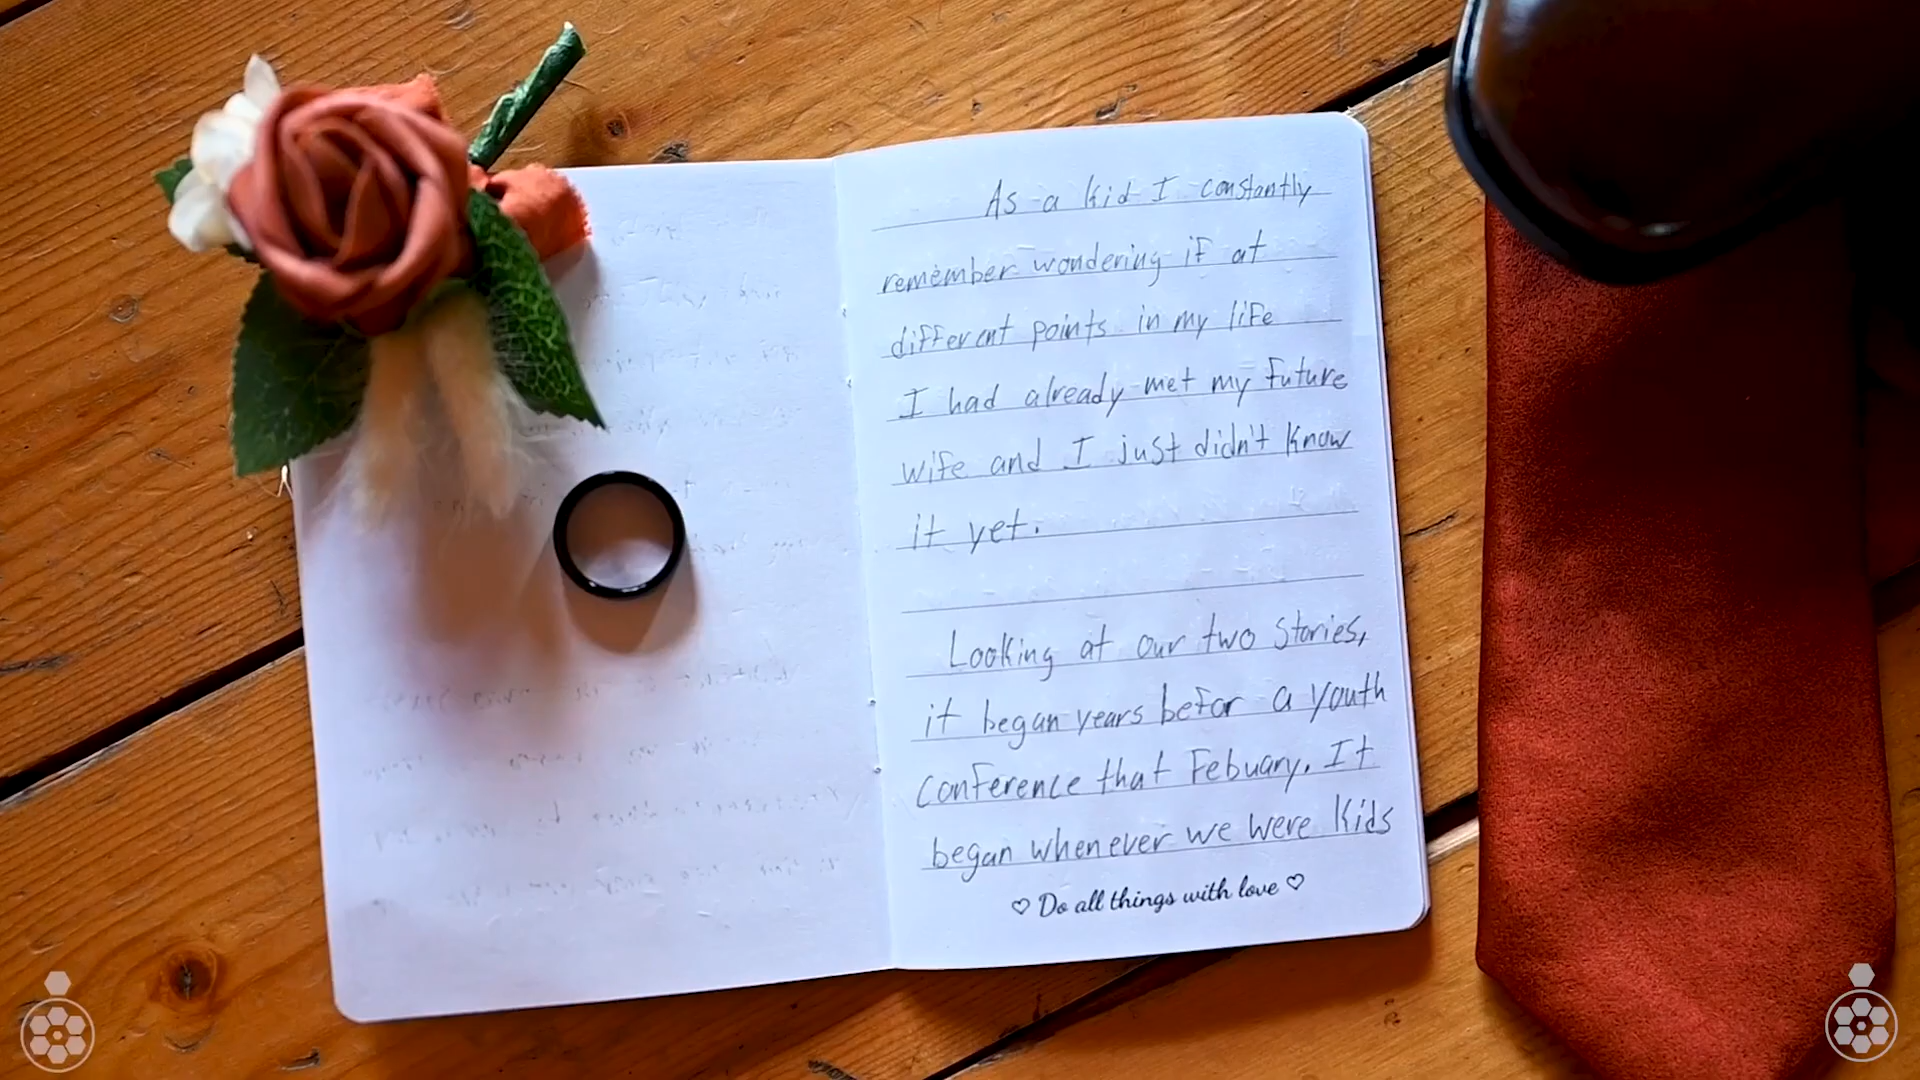 As a kid I constantly
remember wondering if at
different points in my life
I had already met my future
wife and I just didn't know
it yet.
Looking at our two stories,
it began years befor a youth
conference that Febuary. It
began whenever we were kids
♡ Do all things with love ♡